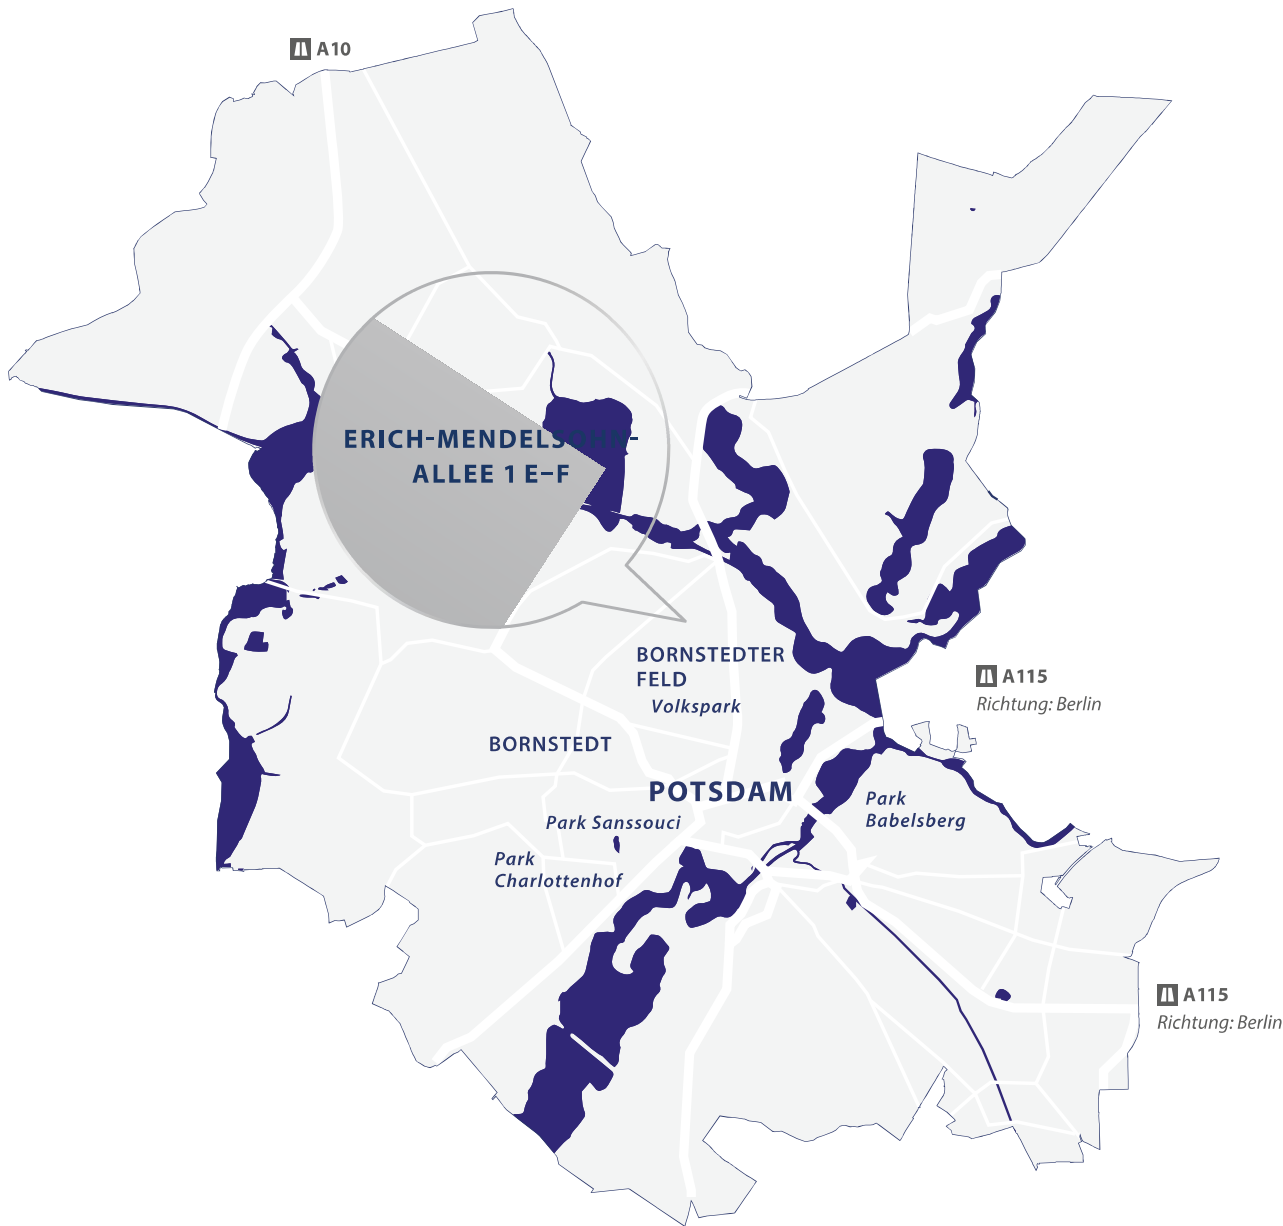 A10
ERICH-MENDELSOHN-
ALLEE 1 E–F
BORNSTEDTER
FELD
Volkspark
A115
Richtung: Berlin
BORNSTEDT
POTSDAM
Park
Babelsberg
Park Sanssouci
Park
Charlottenhof
A115
Richtung: Berlin